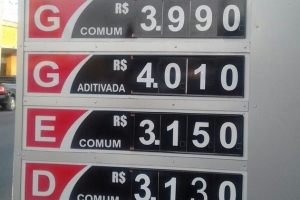 G COMUM R$ 3.990
G ADITIVADA R$ 4.010
E COMUM R$ 3.150
D COMUM R$ 3.130